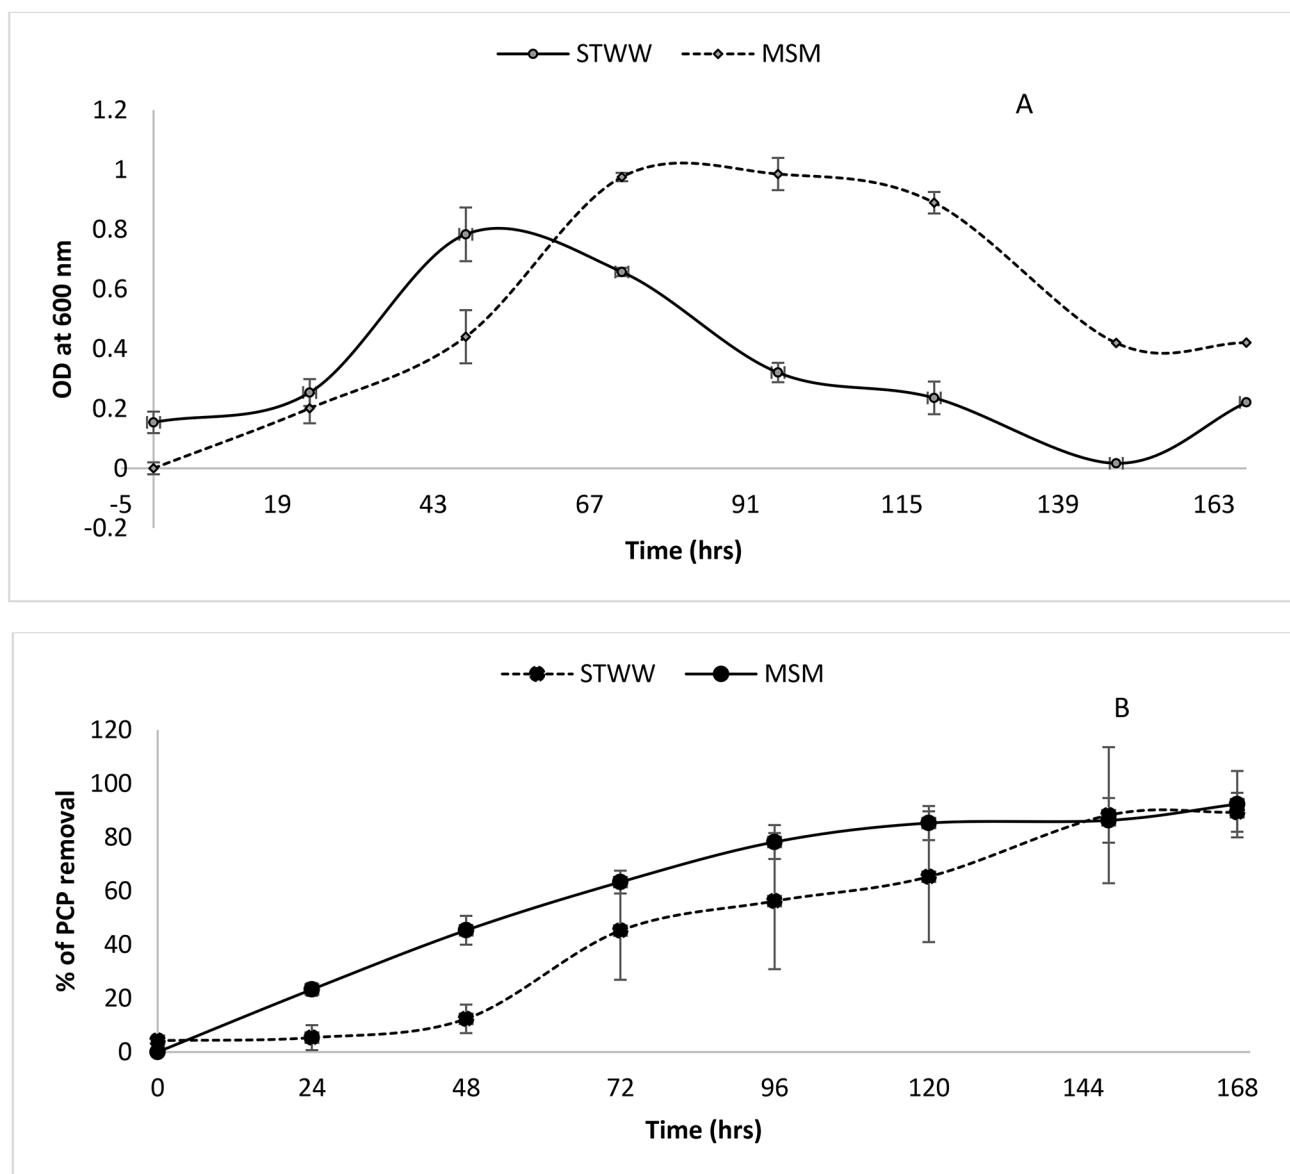 STWW MSM
A
1.2
1
0.8
0.6
0.4
0.2
0
-0.2
OD at 600 nm
-5 19 43 67 91 115 139 163
Time (hrs)
STWW MSM
B
120
100
80
60
40
20
0
% of PCP removal
0 24 48 72 96 120 144 168
Time (hrs)